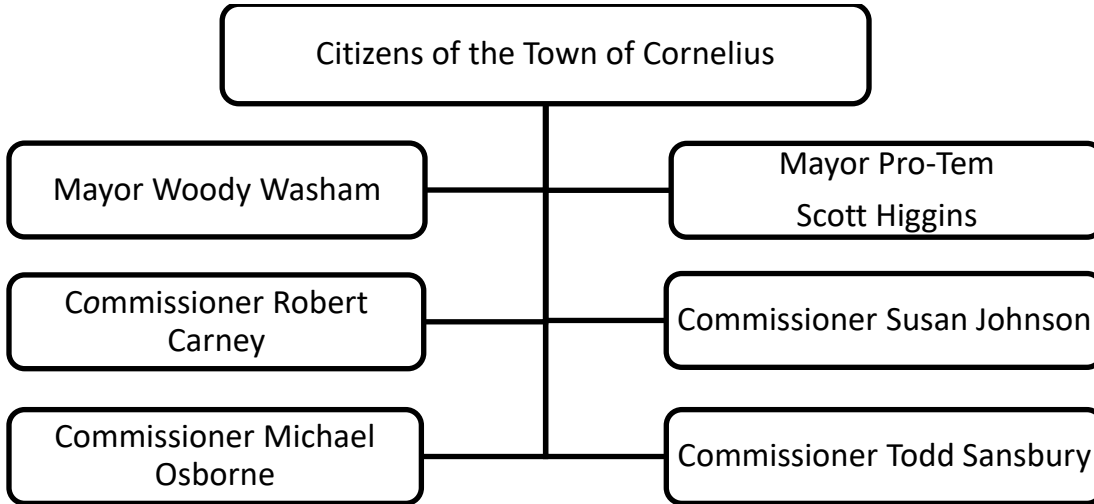 Citizens of the Town of Cornelius
Mayor Woody Washam
Mayor Pro-Tem
Scott Higgins
Commissioner Robert
Carney
Commissioner Susan Johnson
Commissioner Michael
Osborne
Commissioner Todd Sansbury